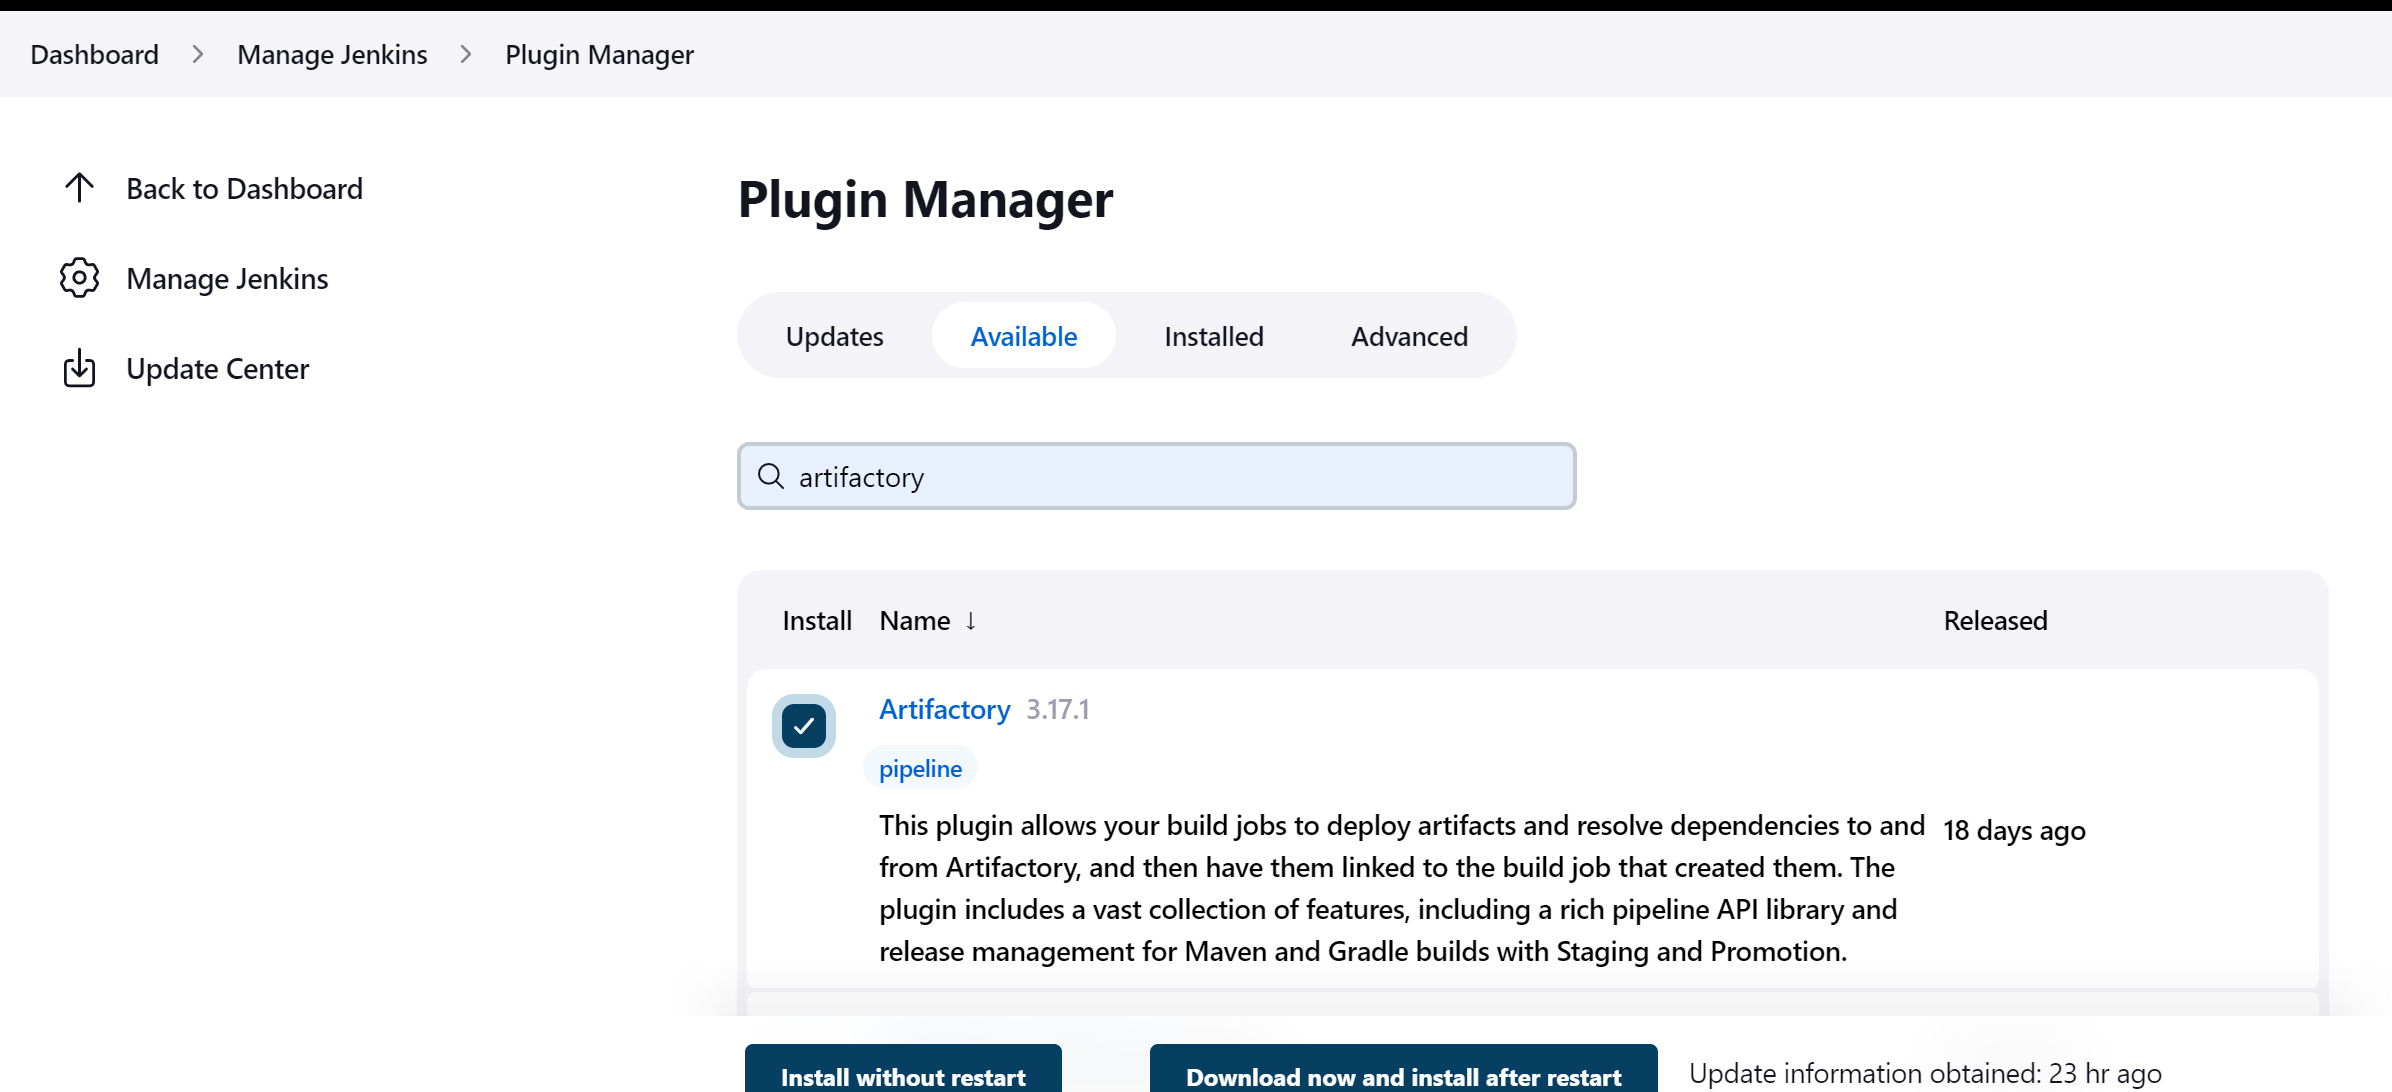 Dashboard > Manage Jenkins > Plugin Manager
Back to Dashboard
Manage Jenkins
Update Center
Plugin Manager
Updates Available Installed Advanced
artifactory
Install Name ↓ Released
Artifactory 3.17.1
pipeline
This plugin allows your build jobs to deploy artifacts and resolve dependencies to and
from Artifactory, and then have them linked to the build job that created them. The
plugin includes a vast collection of features, including a rich pipeline API library and
release management for Maven and Gradle builds with Staging and Promotion.
18 days ago
Install without restart
Download now and install after restart
Update information obtained: 23 hr ago